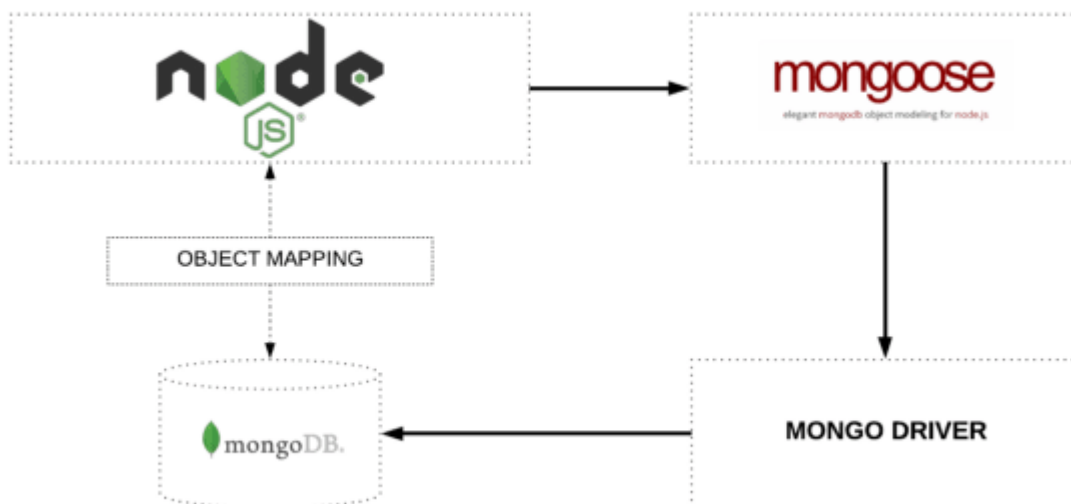 node
JS®
mongoose
elegant mongodb object modeling for node.js
OBJECT MAPPING
mongoDB.
MONGO DRIVER